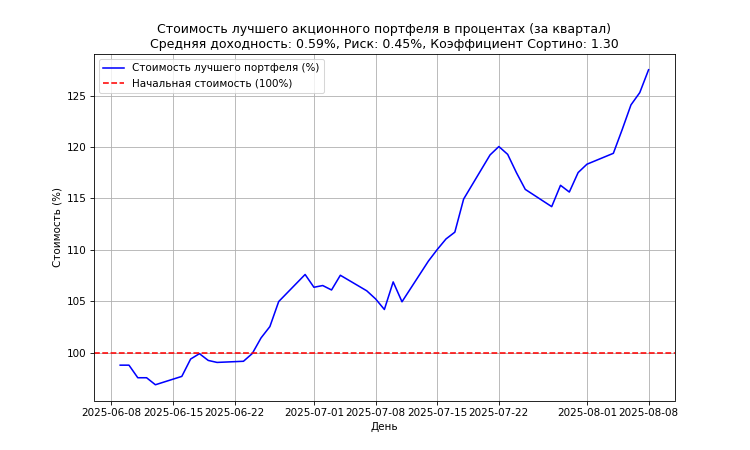 Стоимость лучшего акционного портфеля в процентах (за квартал)
Средняя доходность: 0.59%, Риск: 0.45%, Коэффициент Сортино: 1.30
Стоимость лучшего портфеля (%)
Начальная стоимость (100%)
Стоимость (%)
125
120
115
110
105
100
2025-06-08 2025-06-15 2025-06-22 2025-07-01 2025-07-08 2025-07-15 2025-07-22 2025-08-01 2025-08-08
День